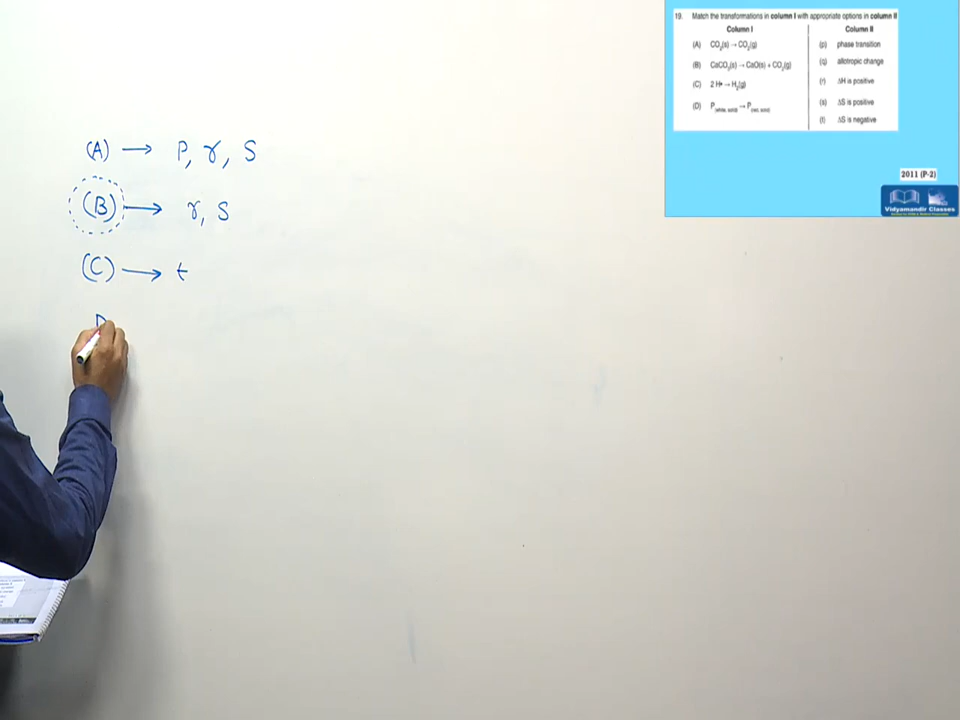 19. Match the transformations in column I with appropriate options in column II
Column I
Column II
(A) CO₂(s) → CO₂(g)
(p) phase transition
(B) CaCO₃(s) → CaO(s) + CO₂(g)
(q) allotropic change
(C) 2 H• → H₂(g)
(r) ΔH is positive
(D) P(white, solid) → P(red, solid)
(s) ΔS is positive
(t) ΔS is negative
2011 (P-2)
Vidyamandir Classes
(A) → P, r, S
(B) → r, S
(C) → t